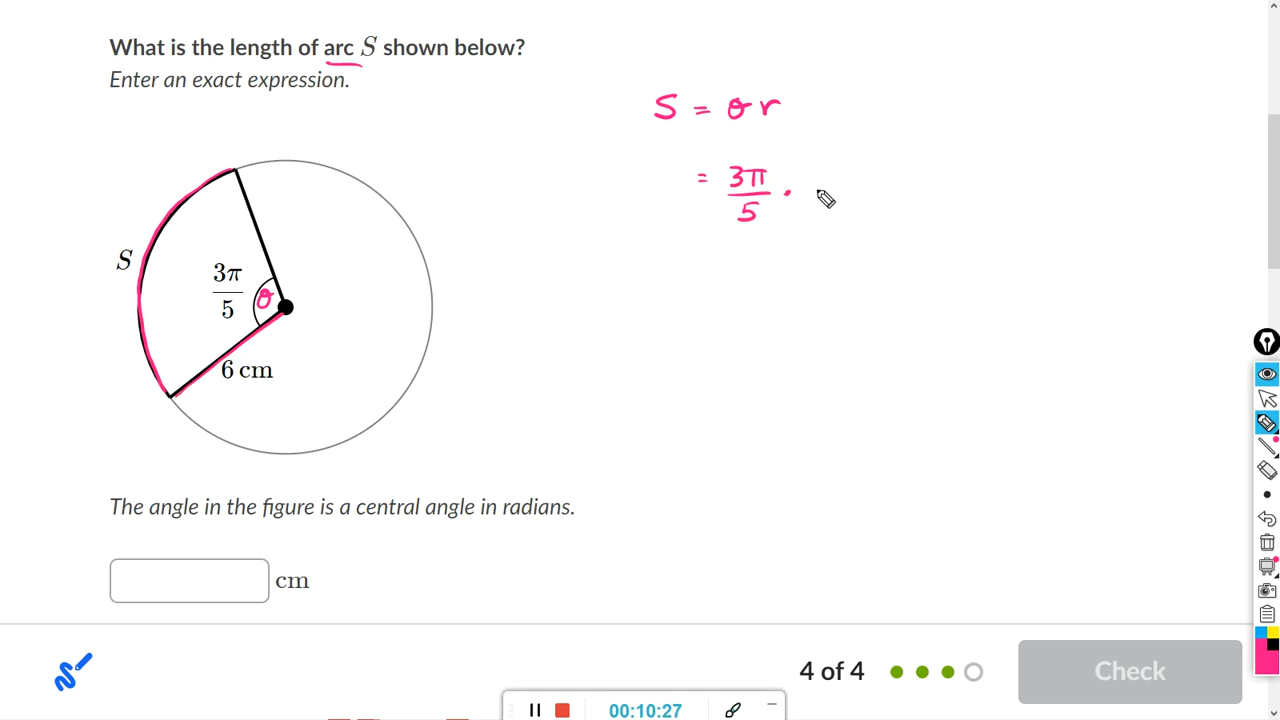 What is the length of arc S shown below?
Enter an exact expression.
S = θ r
= 3π/5 ·
S
3π/5
θ
6 cm
The angle in the figure is a central angle in radians.
cm
4 of 4
Check
00:10:27